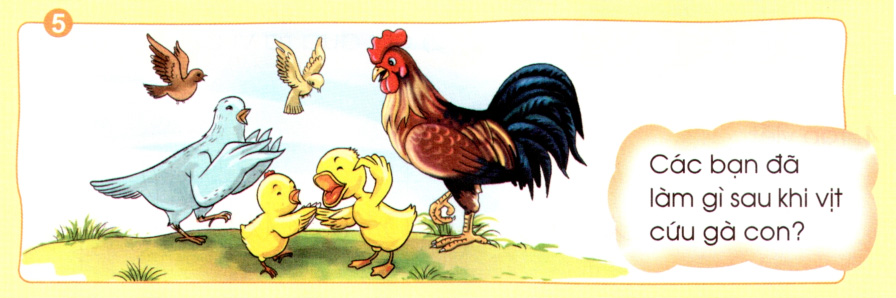 5
Các bạn đã
làm gì sau khi vịt
cứu gà con?